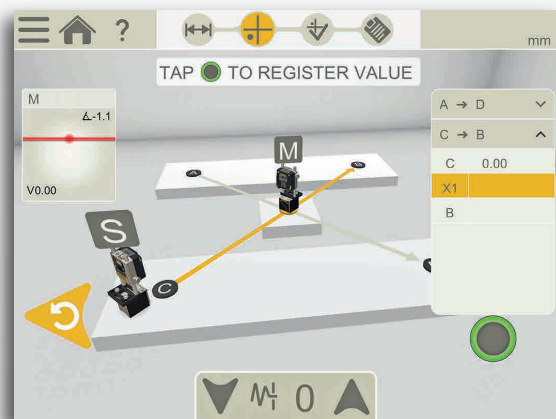 ?
mm
TAP TO REGISTER VALUE
M
∡-1.1
V0.00
A → D
C → B
C 0.00
X1
B
A
M
B
S
C
0